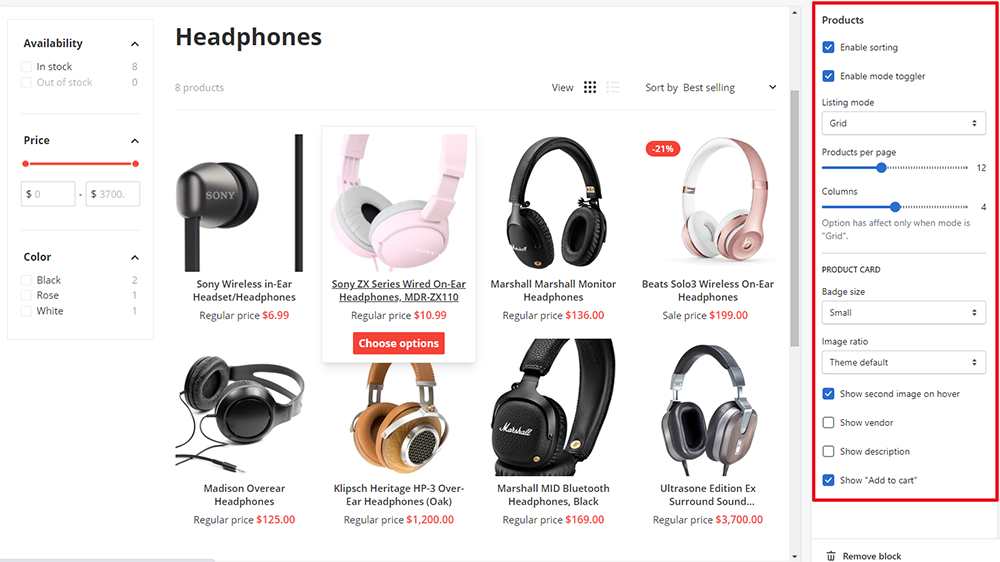 Availability
In stock 8
Out of stock 0
Price
$ 0 - $ 3700.
Color
Black 2
Rose 1
White 1
Headphones
8 products
View
Sort by Best selling
SONY
Sony Wireless in-Ear
Headset/Headphones
Regular price $6.99
SONY
Sony ZX Series Wired On-Ear
Headphones, MDR-ZX110
Regular price $10.99
Choose options
Marshall
Marshall Marshall Monitor
Headphones
Regular price $136.00
-21%
Beats Solo3 Wireless On-Ear
Headphones
Sale price $199.00
Madison Overear
Headphones
Regular price $125.00
Klipsch Heritage HP-3 Over-
Ear Headphones (Oak)
Regular price $1,200.00
Marshall
Marshall MID Bluetooth
Headphones, Black
Regular price $169.00
Ultrasone Edition Ex
Surround Sound...
Regular price $3,700.00
Products
Enable sorting
Enable mode toggler
Listing mode
Grid
Products per page
12
Columns
4
Option has affect only when mode is
"Grid".
PRODUCT CARD
Badge size
Small
Image ratio
Theme default
Show second image on hover
Show vendor
Show description
Show "Add to cart"
Remove block